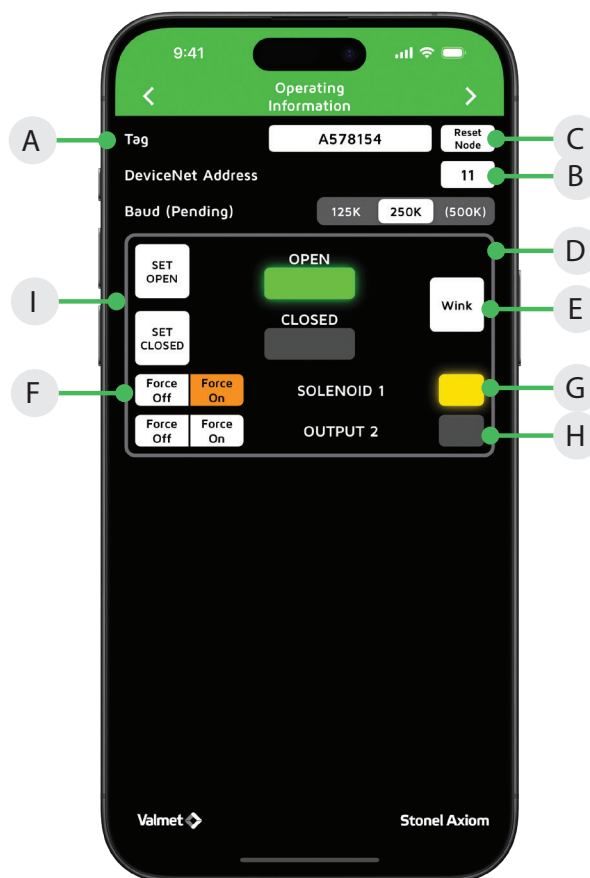 9:41
Operating
Information
A
Tag
A578154
Reset
Node
C
DeviceNet Address
11
B
Baud (Pending)
125K
250K
(500K)
D
SET
OPEN
OPEN
Wink
E
I
SET
CLOSED
CLOSED
F
Force
Off
Force
On
SOLENOID 1
G
Force
Off
Force
On
OUTPUT 2
H
Valmet
Stonel Axiom